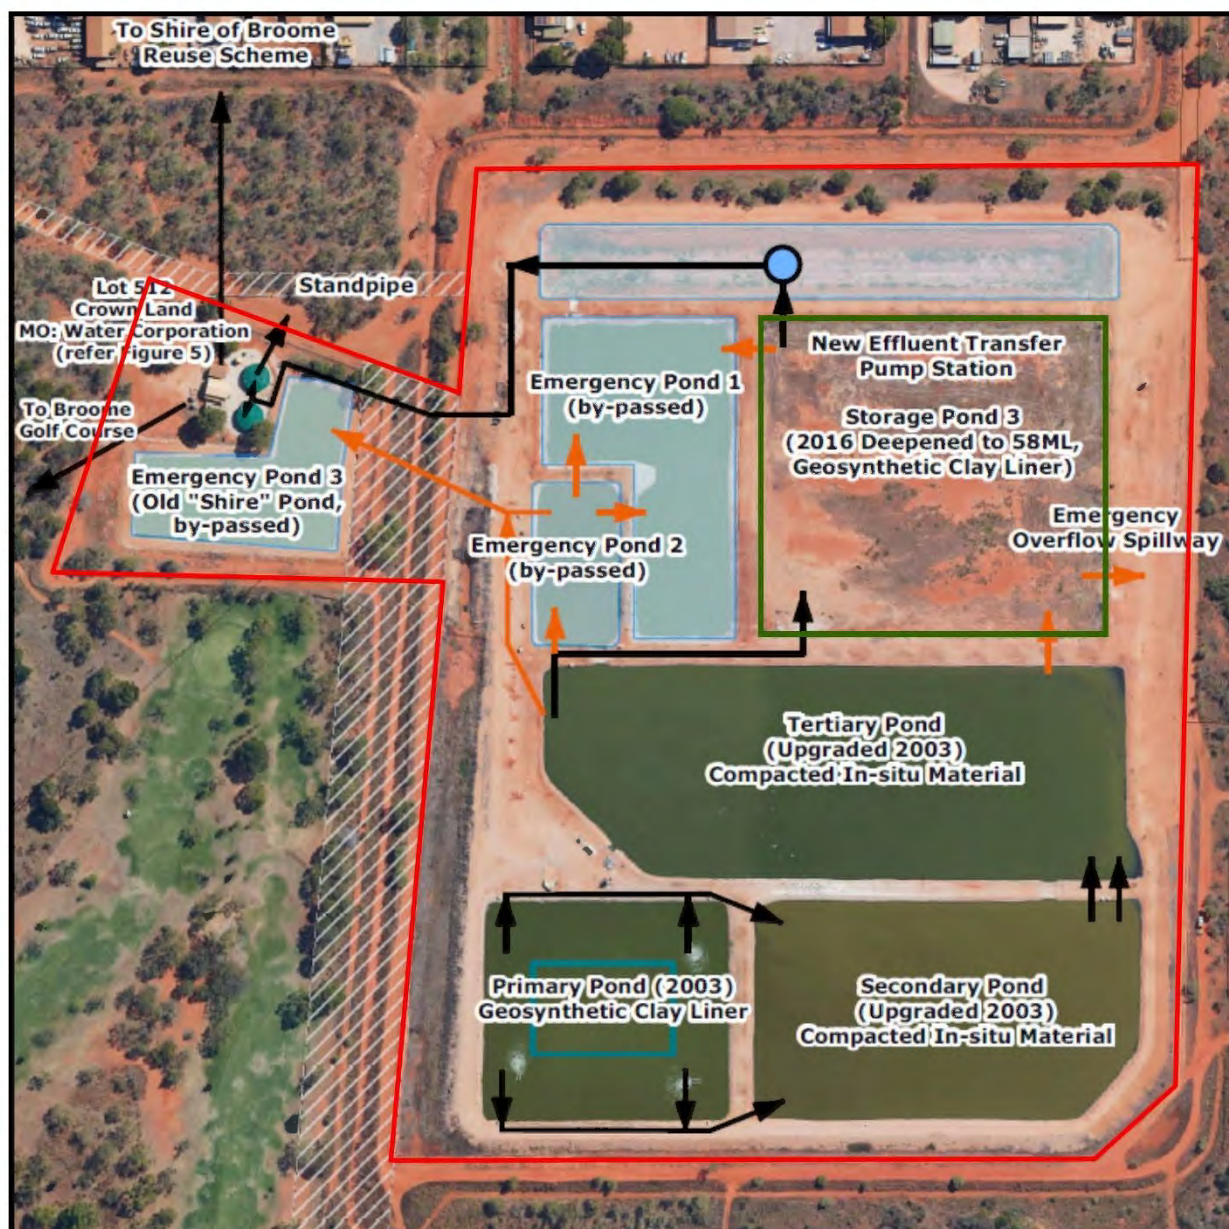 To Shire of Broome
Reuse Scheme
Standpipe
Lot 512
Crown Land
MO: Water Corporation
(refer Figure 5)
To Broome
Golf Course
Emergency Pond 3
(Old "Shire" Pond,
by-passed)
Emergency Pond 1
(by-passed)
Emergency Pond 2
(by-passed)
New Effluent Transfer
Pump Station
Storage Pond 3
(2016 Deepened to 58ML,
Geosynthetic Clay Liner)
Emergency
Overflow Spillway
Tertiary Pond
(Upgraded 2003)
Compacted In-situ Material
Primary Pond (2003)
Geosynthetic Clay Liner
Secondary Pond
(Upgraded 2003)
Compacted In-situ Material